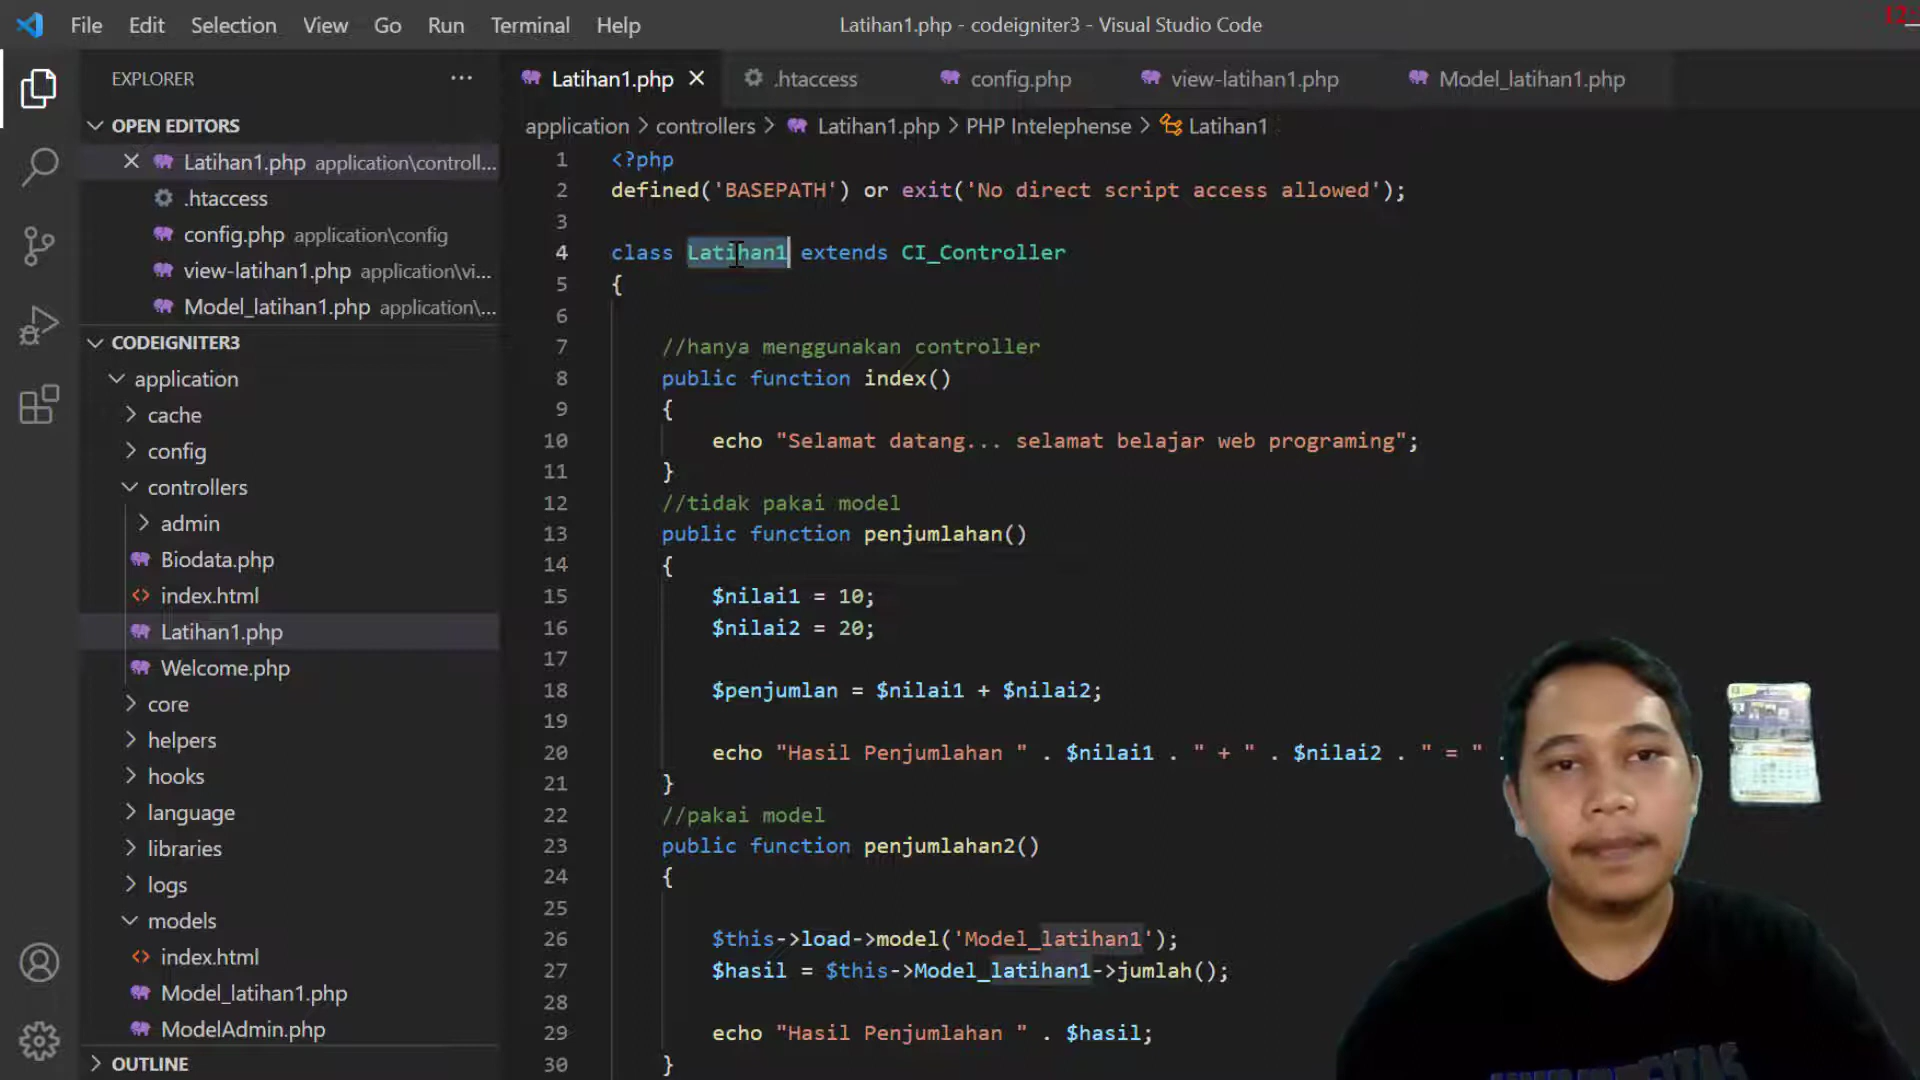 File Edit Selection View Go Run Terminal Help
Latihan1.php - codeigniter3 - Visual Studio Code
EXPLORER
OPEN EDITORS
Latihan1.php application\controll...
.htaccess
config.php application\config
view-latihan1.php application\vi...
Model_latihan1.php application\...
CODEIGNITER3
application
cache
config
controllers
admin
Biodata.php
index.html
Latihan1.php
Welcome.php
core
helpers
hooks
language
libraries
logs
models
index.html
Model_latihan1.php
ModelAdmin.php
OUTLINE
Latihan1.php .htaccess config.php view-latihan1.php Model_latihan1.php
application > controllers > Latihan1.php > PHP Intelephense > Latihan1
1 <?php
2 defined('BASEPATH') or exit('No direct script access allowed');
3
4 class Latihan1 extends CI_Controller
5 {
6
7 //hanya menggunakan controller
8 public function index()
9 {
10 echo "Selamat datang... selamat belajar web programing";
11 }
12 //tidak pakai model
13 public function penjumlahan()
14 {
15 $nilai1 = 10;
16 $nilai2 = 20;
17
18 $penjumlan = $nilai1 + $nilai2;
19
20 echo "Hasil Penjumlahan " . $nilai1 . " + " . $nilai2 . " = " .
21 }
22 //pakai model
23 public function penjumlahan2()
24 {
25
26 $this->load->model('Model_latihan1');
27 $hasil = $this->Model_latihan1->jumlah();
28
29 echo "Hasil Penjumlahan " . $hasil;
30 }